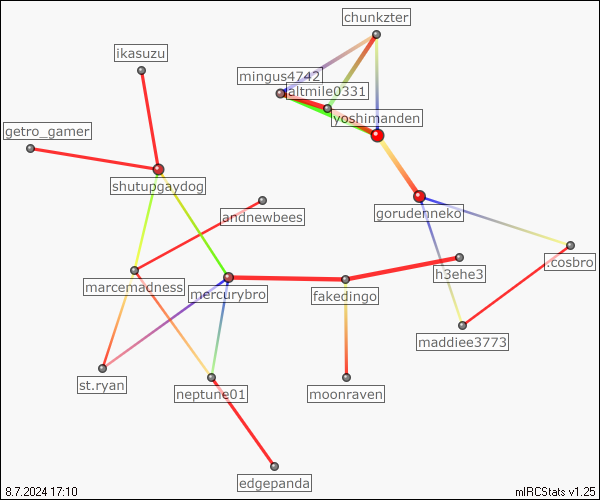 chunkzter
ikasuzu
mingus4742
altmile0331
yoshimanden
getro_gamer
shutupgaydog
andnewbees
gorudenneko
.cosbro
h3ehe3
marcemadness
mercurybro
fakedingo
maddiee3773
st.ryan
neptune01
moonraven
edgepanda
8.7.2024 17:10
mIRCStats v1.25